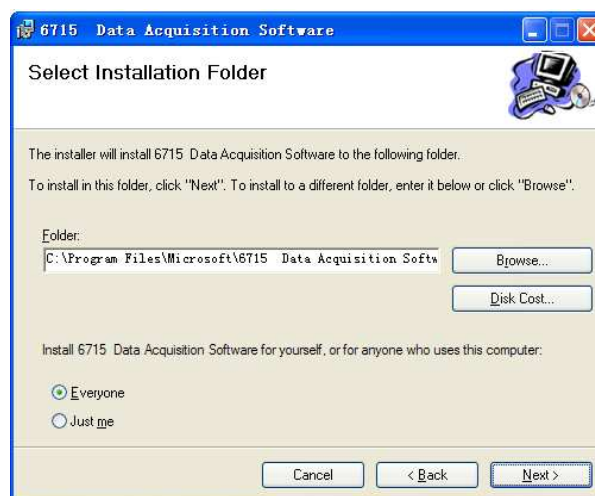 6715 Data Acquisition Software
Select Installation Folder
The installer will install 6715 Data Acquisition Software to the following folder.
To install in this folder, click "Next". To install to a different folder, enter it below or click "Browse".
Folder:
C:\Program Files\Microsoft\6715 Data Acquisition Softw
Browse...
Disk Cost...
Install 6715 Data Acquisition Software for yourself, or for anyone who uses this computer:
Everyone
Just me
Cancel
< Back
Next >